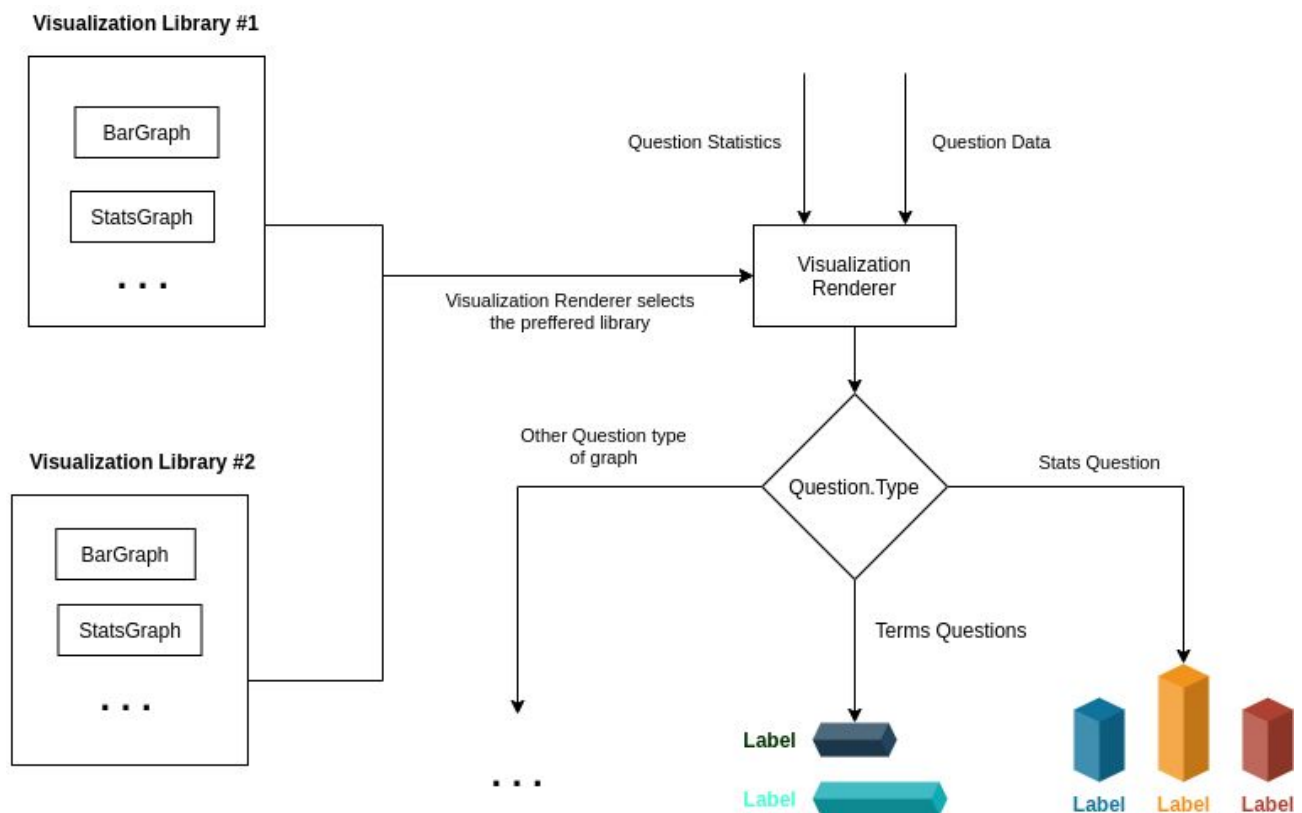 Visualization Library #1
BarGraph
StatsGraph
. . .
Question Statistics
Question Data
Visualization
Renderer
Visualization Renderer selects
the preffered library
Visualization Library #2
BarGraph
StatsGraph
. . .
Other Question type
of graph
Question.Type
Stats Question
Terms Questions
. . .
Label
Label
Label
Label
Label